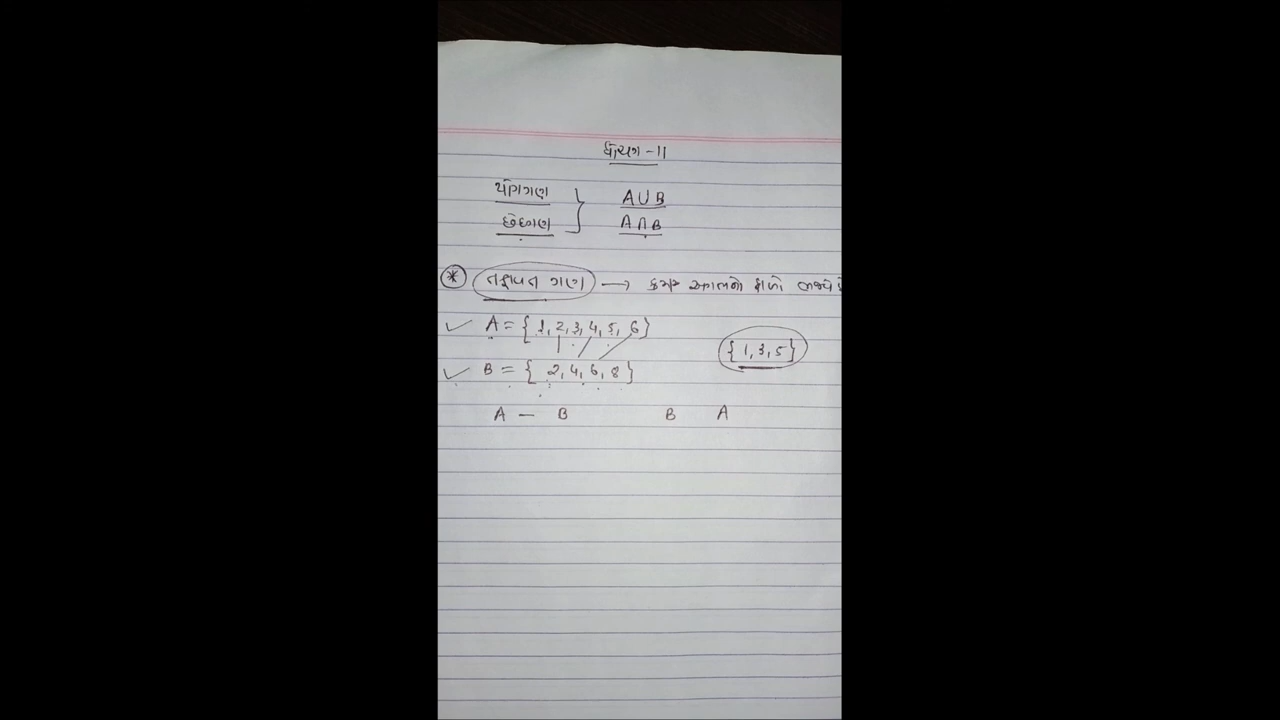 ધોરણ - 11
યોગગણ } A∪B
છેદગણ A∩B
* તફાવત ગણ →
A = { 1, 2, 3, 4, 5, 6 }
{ 1, 3, 5 }
B = { 2, 4, 6, 8 }
A - B B A